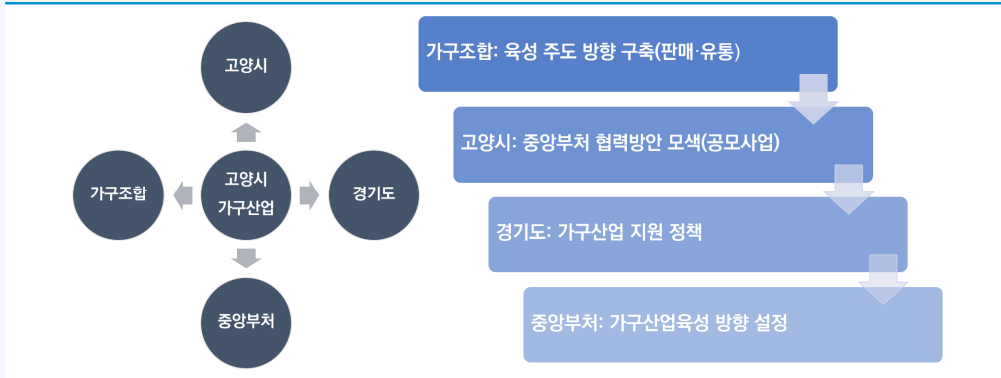 고양시
가구조합
고양시
가구산업
경기도
중앙부처
가구조합: 육성 주도 방향 구축(판매·유통)
고양시: 중앙부처 협력방안 모색(공모사업)
경기도: 가구산업 지원 정책
중앙부처: 가구산업육성 방향 설정